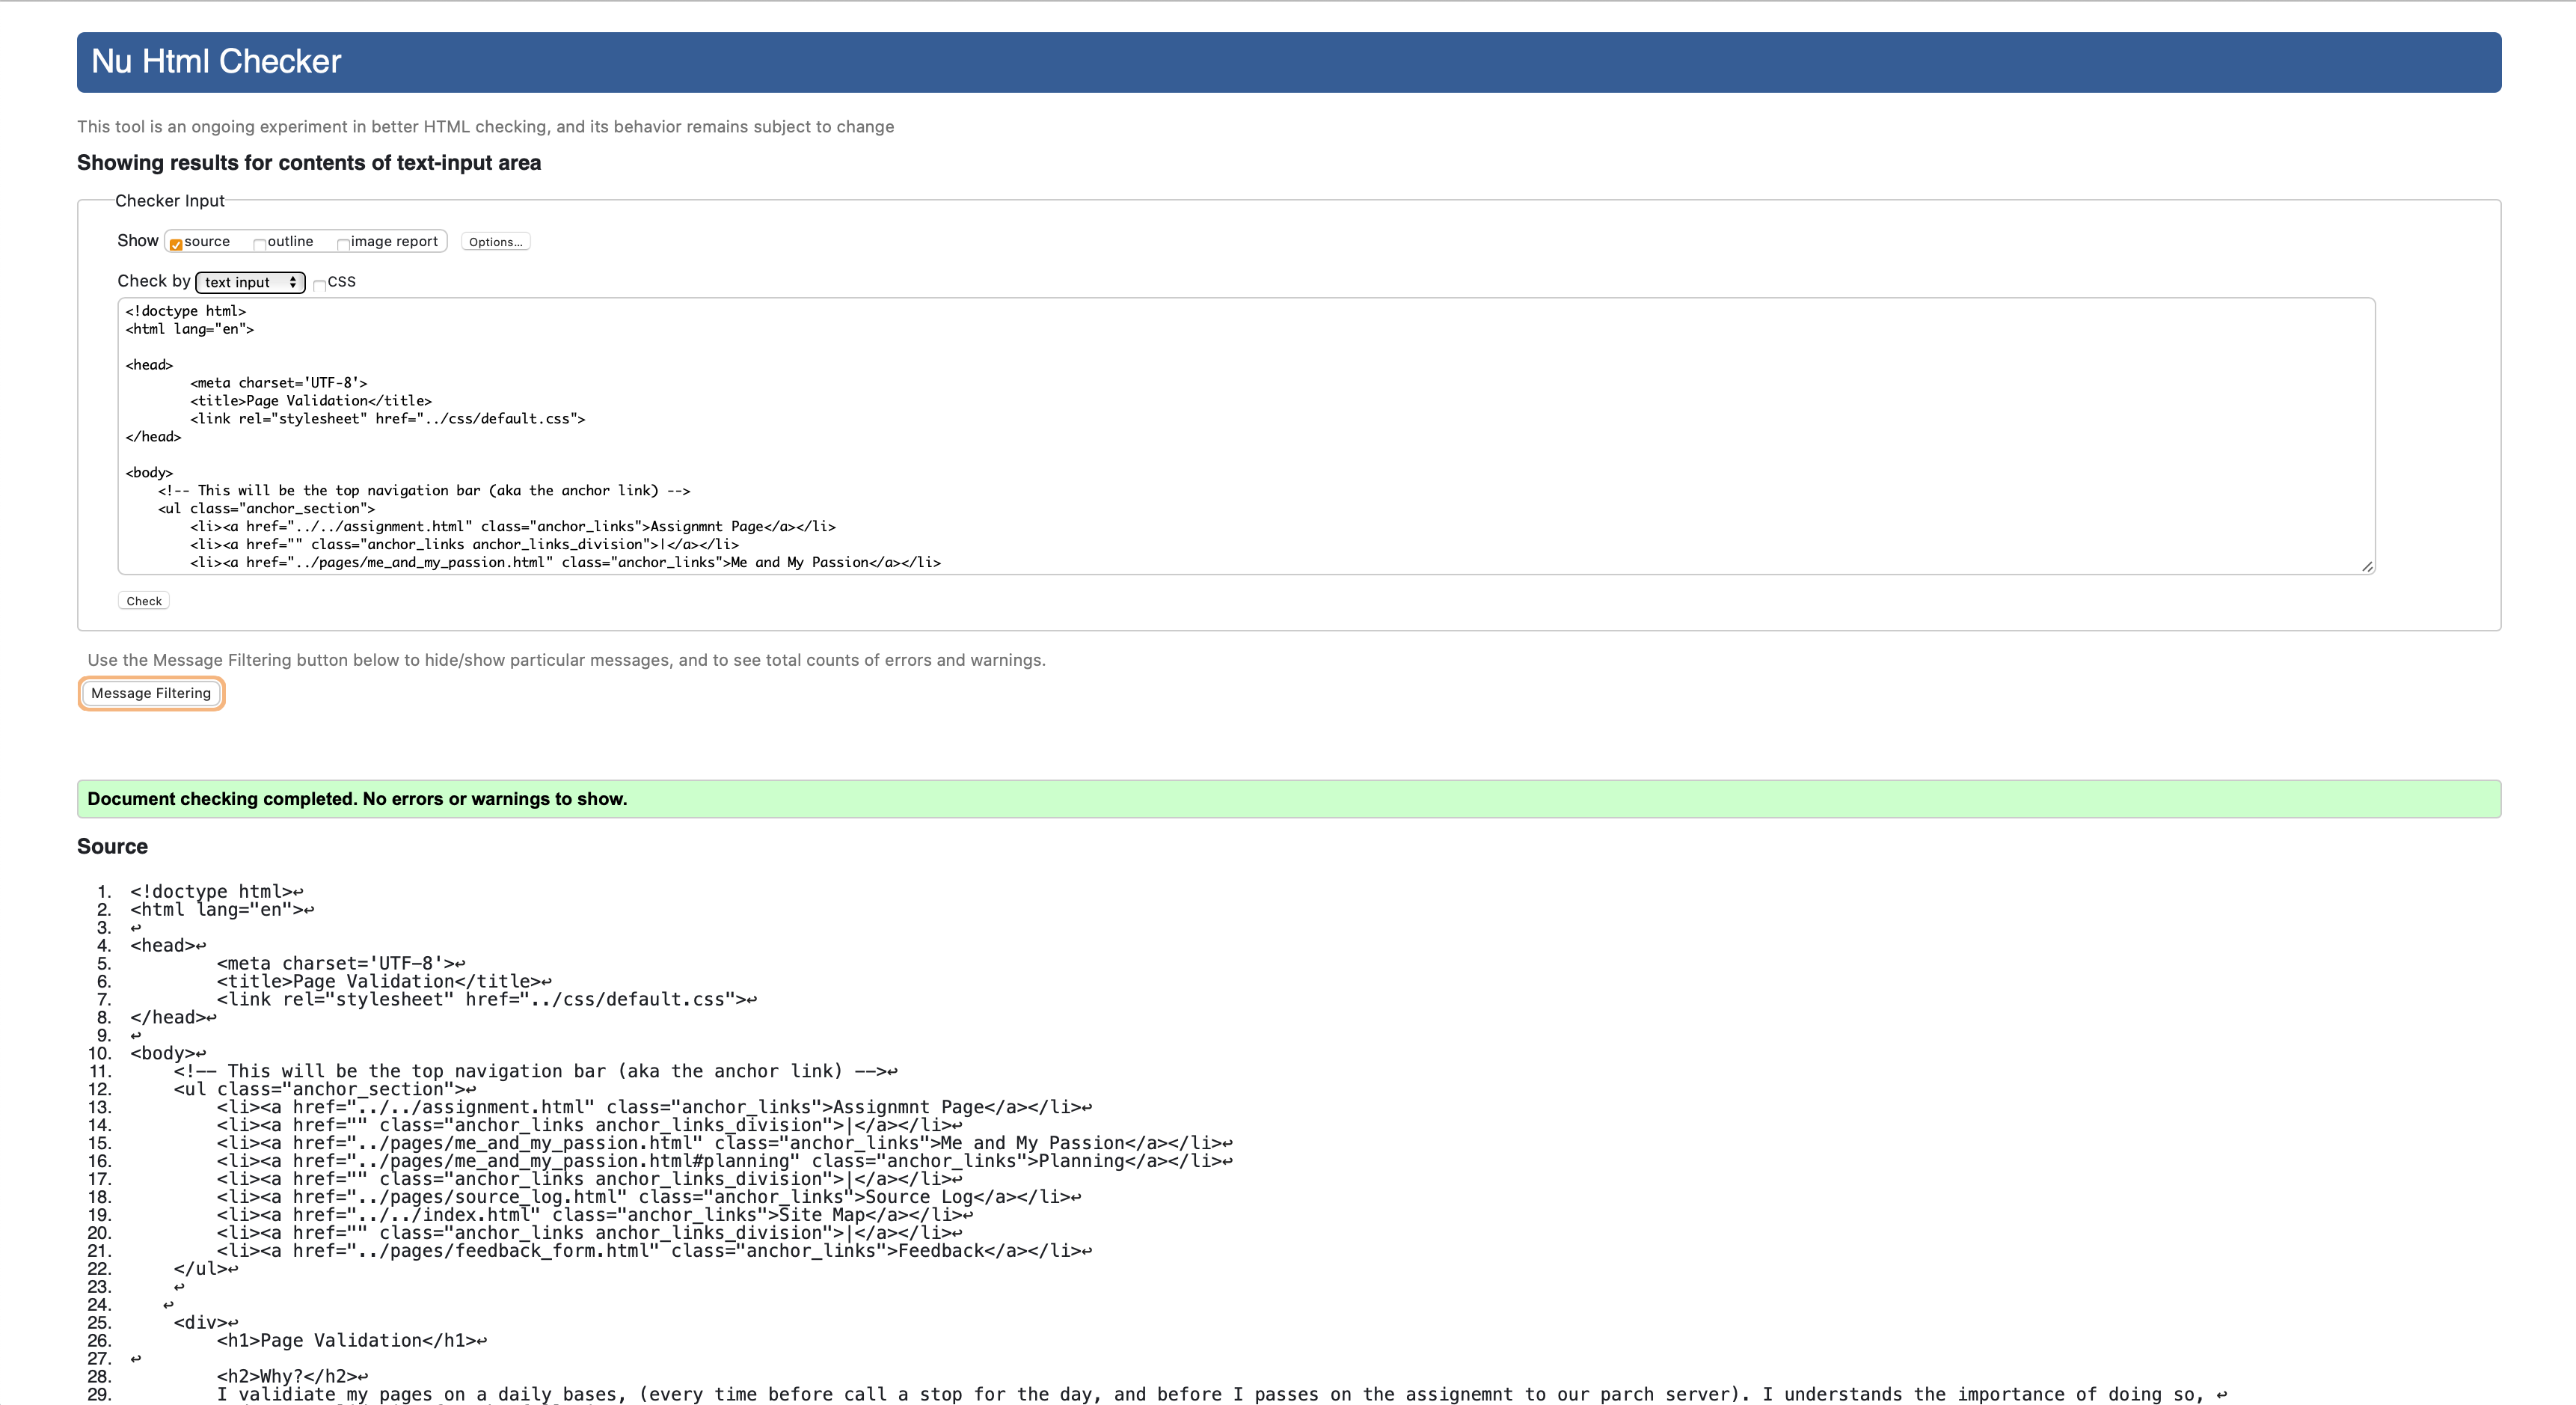 Nu Html Checker
This tool is an ongoing experiment in better HTML checking, and its behavior remains subject to change
Showing results for contents of text-input area
Checker Input
Show source outline image report Options...
Check by text input CSS
<!doctype html>
<html lang="en">
<head>
<meta charset='UTF-8'>
<title>Page Validation</title>
<link rel="stylesheet" href="../css/default.css">
</head>
<body>
<!-- This will be the top navigation bar (aka the anchor link) -->
<ul class="anchor_section">
<li><a href="../../assignment.html" class="anchor_links">Assignmnt Page</a></li>
<li><a href="" class="anchor_links anchor_links_division">|</a></li>
<li><a href="../pages/me_and_my_passion.html" class="anchor_links">Me and My Passion</a></li>
Check
Use the Message Filtering button below to hide/show particular messages, and to see total counts of errors and warnings.
Message Filtering
Document checking completed. No errors or warnings to show.
Source
1. <!doctype html>↩
2. <html lang="en">↩
3. ↩
4. <head>↩
5. <meta charset='UTF-8'>↩
6. <title>Page Validation</title>↩
7. <link rel="stylesheet" href="../css/default.css">↩
8. </head>↩
9. ↩
10. <body>↩
11. <!-- This will be the top navigation bar (aka the anchor link) -->↩
12. <ul class="anchor_section">↩
13. <li><a href="../../assignment.html" class="anchor_links">Assignmnt Page</a></li>↩
14. <li><a href="" class="anchor_links anchor_links_division">|</a></li>↩
15. <li><a href="../pages/me_and_my_passion.html" class="anchor_links">Me and My Passion</a></li>↩
16. <li><a href="../pages/me_and_my_passion.html#planning" class="anchor_links">Planning</a></li>↩
17. <li><a href="" class="anchor_links anchor_links_division">|</a></li>↩
18. <li><a href="../pages/source_log.html" class="anchor_links">Source Log</a></li>↩
19. <li><a href="../../index.html" class="anchor_links">Site Map</a></li>↩
20. <li><a href="" class="anchor_links anchor_links_division">|</a></li>↩
21. <li><a href="../pages/feedback_form.html" class="anchor_links">Feedback</a></li>↩
22. </ul>↩
23. ↩
24. ↩
25. <div>↩
26. <h1>Page Validation</h1>↩
27. ↩
28. <h2>Why?</h2>↩
29. I validiate my pages on a daily bases, (every time before call a stop for the day, and before I passes on the assignemnt to our parch server). I understands the importance of doing so, ↩